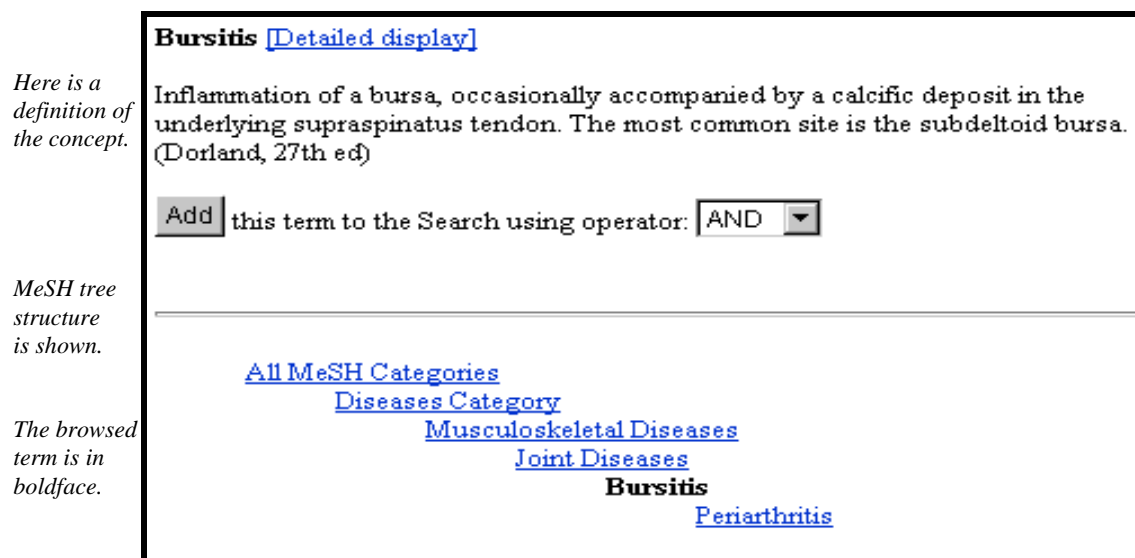 Bursitis [Detailed display]
Here is a
definition of
the concept.
Inflammation of a bursa, occasionally accompanied by a calcific deposit in the
underlying supraspinatus tendon. The most common site is the subdeltoid bursa.
(Dorland, 27th ed)
Add this term to the Search using operator: AND
MeSH tree
structure
is shown.
All MeSH Categories
Diseases Category
Musculoskeletal Diseases
Joint Diseases
The browsed
term is in
boldface.
Bursitis
Periarthritis